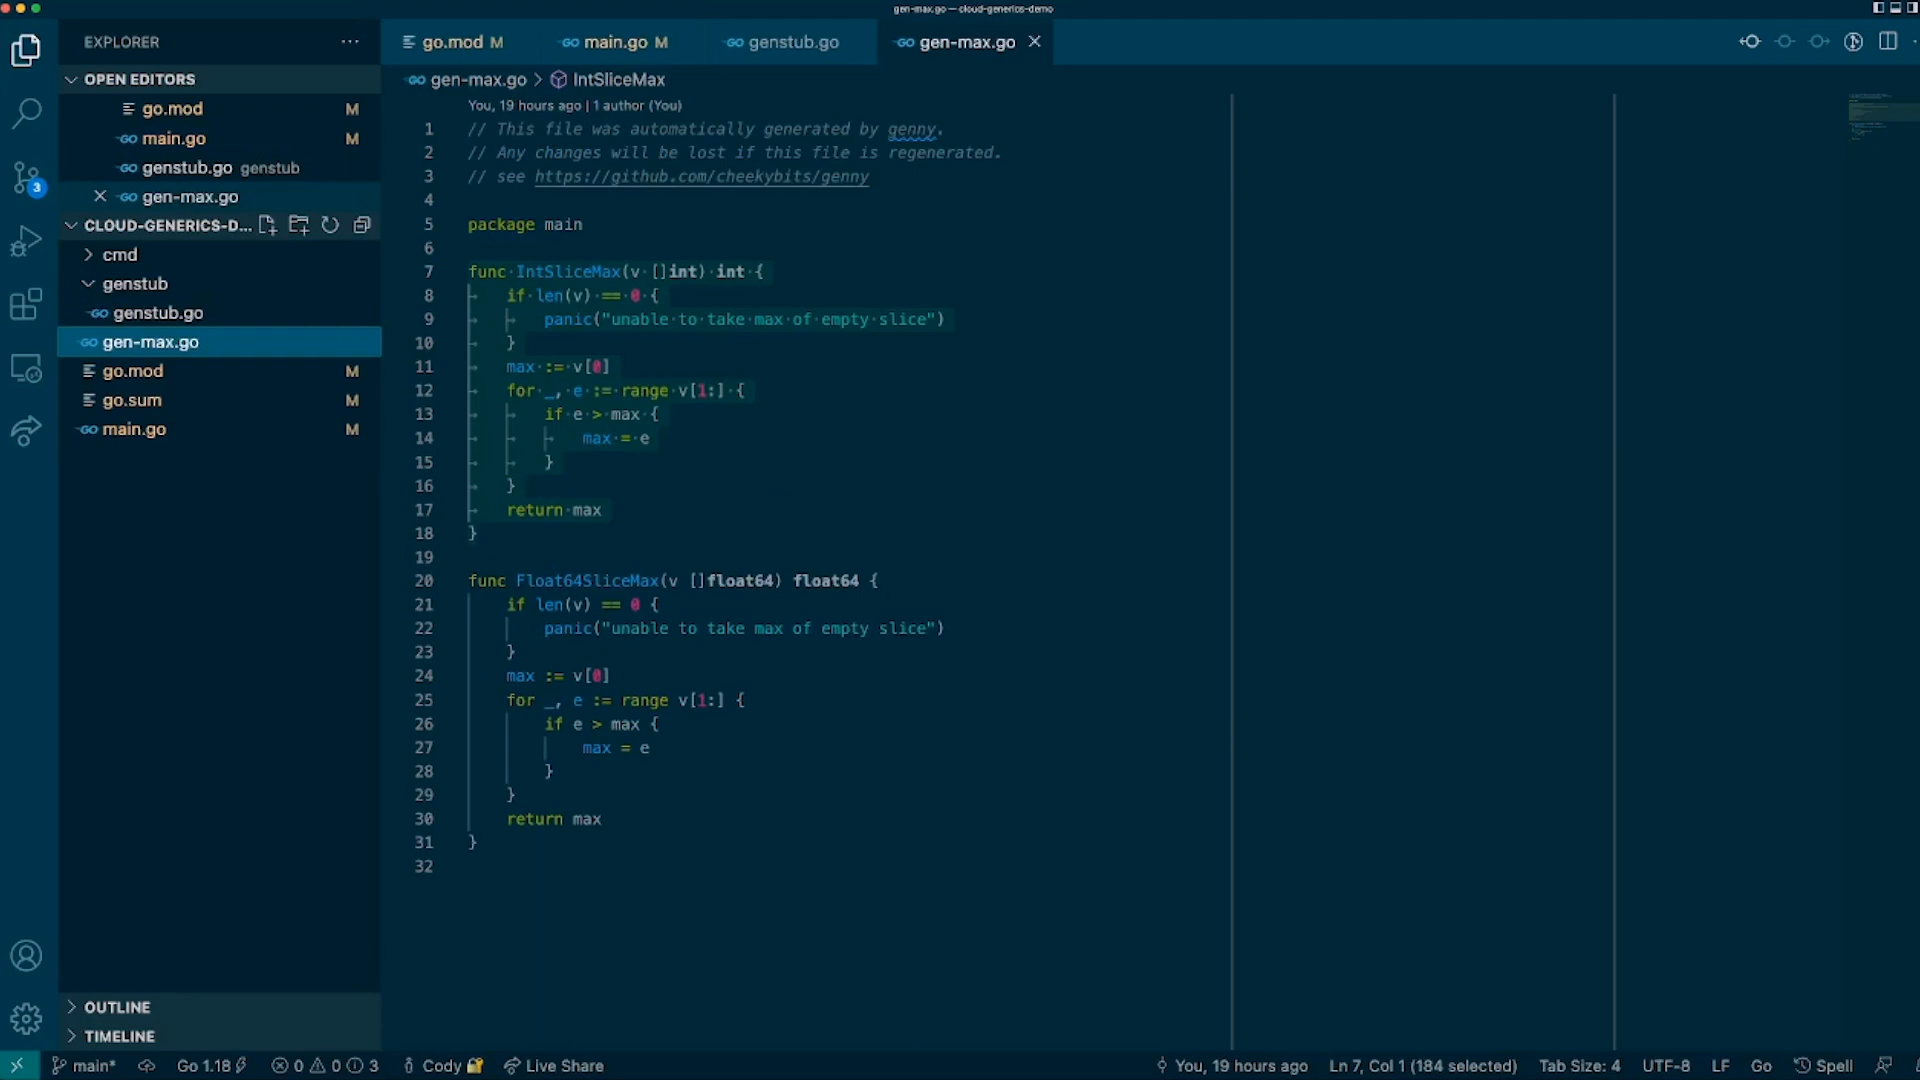 gen-max.go — cloud-generics-demo
EXPLORER
OPEN EDITORS
go.mod M
main.go M
genstub.go genstub
gen-max.go
CLOUD-GENERICS-D...
cmd
genstub
genstub.go
gen-max.go
go.mod M
go.sum M
main.go M
3
OUTLINE
TIMELINE
go.mod M
main.go M
genstub.go
gen-max.go
gen-max.go > IntSliceMax
You, 19 hours ago | 1 author (You)
1 // This file was automatically generated by genny.
2 // Any changes will be lost if this file is regenerated.
3 // see https://github.com/cheekybits/genny
4
5 package main
6
7 func IntSliceMax(v []int) int {
8 if len(v) == 0 {
9 panic("unable to take max of empty slice")
10 }
11 max := v[0]
12 for _, e := range v[1:] {
13 if e > max {
14 max = e
15 }
16 }
17 return max
18 }
19
20 func Float64SliceMax(v []float64) float64 {
21 if len(v) == 0 {
22 panic("unable to take max of empty slice")
23 }
24 max := v[0]
25 for _, e := range v[1:] {
26 if e > max {
27 max = e
28 }
29 }
30 return max
31 }
32
main* Go 1.18 0 0 3 Cody Live Share You, 19 hours ago Ln 7, Col 1 (184 selected) Tab Size: 4 UTF-8 LF Go Spell